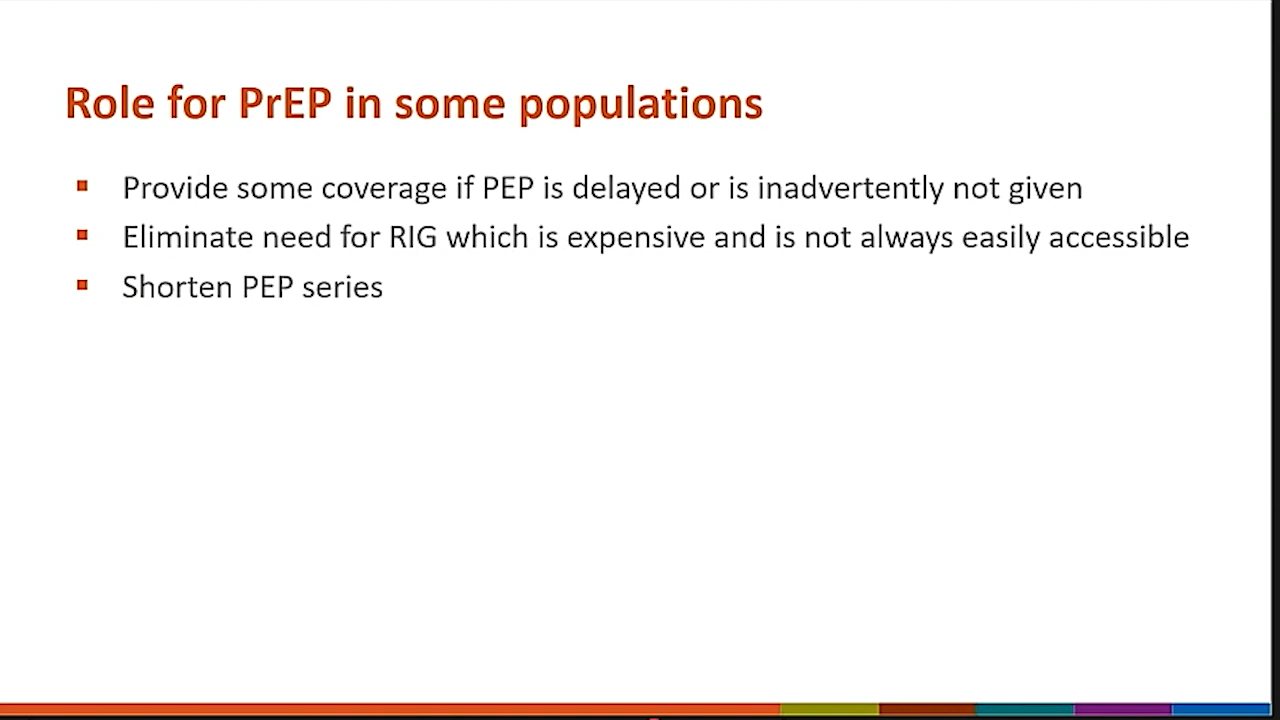 Role for PrEP in some populations
Provide some coverage if PEP is delayed or is inadvertently not given
Eliminate need for RIG which is expensive and is not always easily accessible
Shorten PEP series